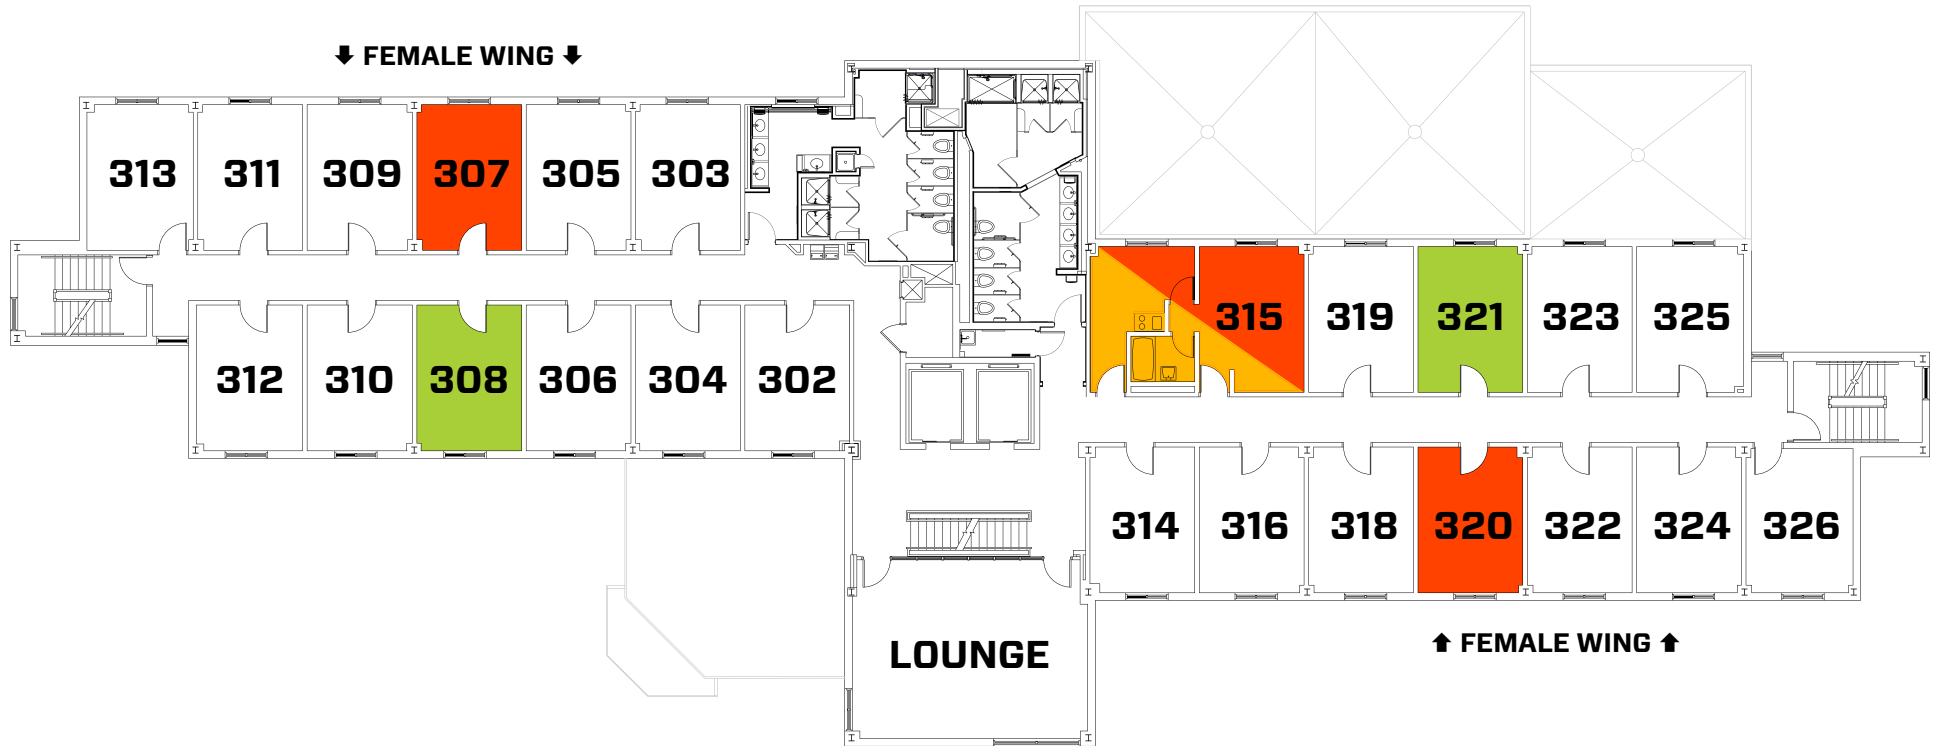 ⬇ FEMALE WING ⬇
313 311 309 307 305 303
312 310 308 306 304 302
315 319 321 323 325
314 316 318 320 322 324 326
LOUNGE
⬆ FEMALE WING ⬆